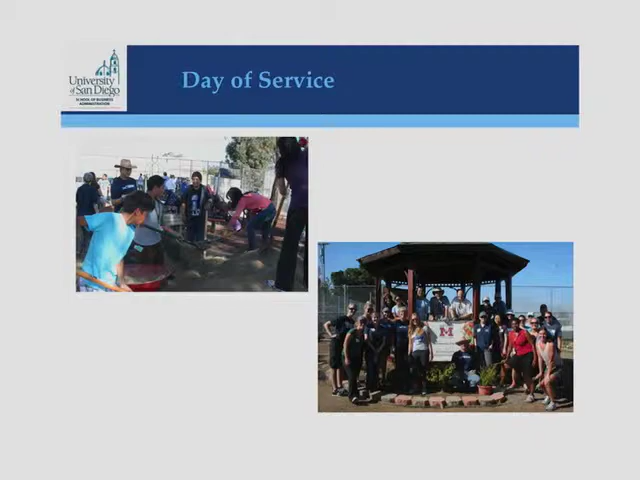 University
of San Diego
SCHOOL OF BUSINESS
ADMINISTRATION
Day of Service
M